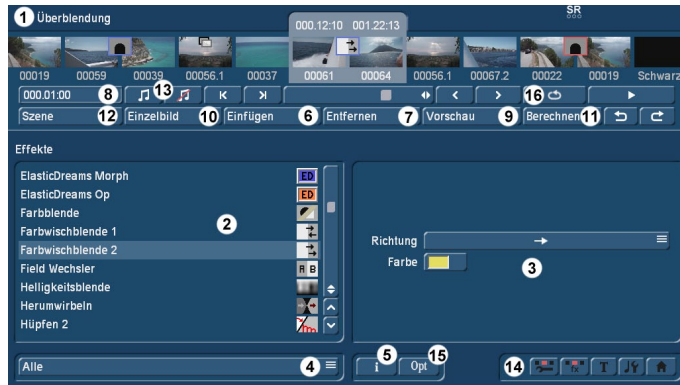 1 Überblendung
SR
000.12:10 001.22:13
00019 00059 00039 00056.1 00037 00061 00064 00056.1 00067.2 00022 00019 Schwarz
000.01:00 8 13 16
Szene 12 Einzelbild 10 Einfügen 6 Entfernen 7 Vorschau 9 Berechnen 11
Effekte
ElasticDreams Morph ED
ElasticDreams Op ED
Farbblende
Farbwischblende 1
2
Farbwischblende 2
Field Wechsler A B
Helligkeitsblende
Herumwirbeln
Hüpfen 2
Richtung
Farbe 3
Alle 4
5 i Opt 15
14 fx T